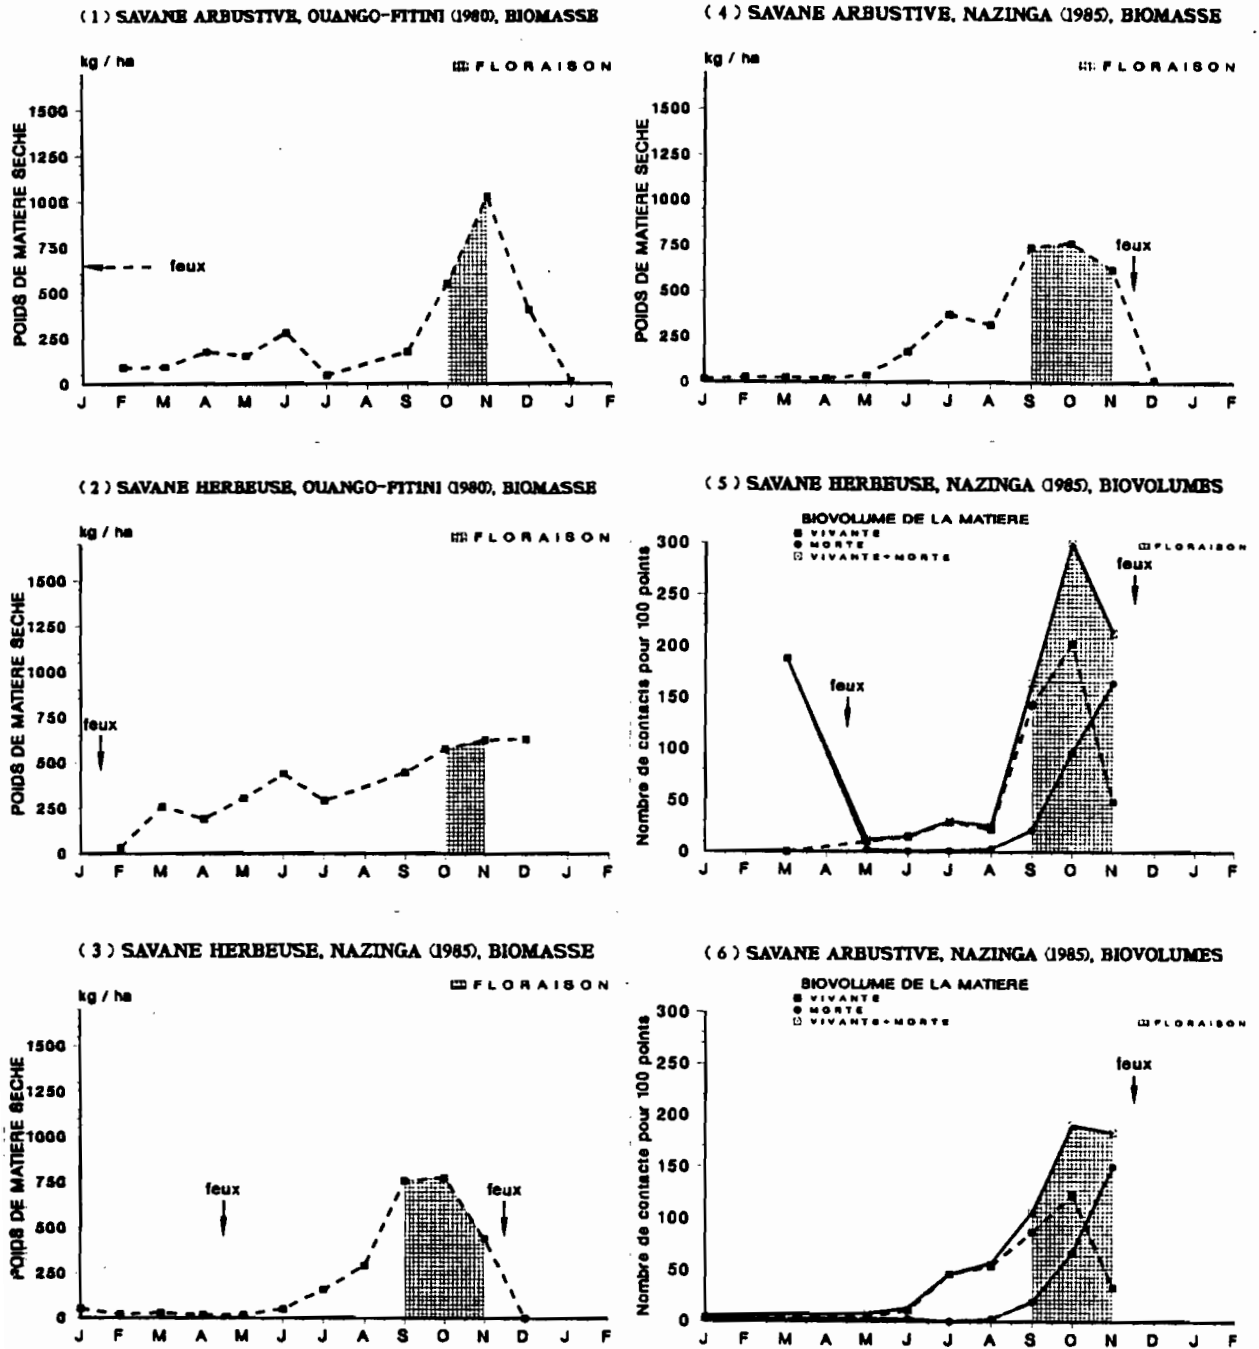 ( 1 ) SAVANE ARBUSTIVE, OUANGO-FITINI (1980), BIOMASSE
kg / ha
FLORAISON
POIDS DE MATIERE SECHE
1500
1250
1000
750
500
250
0
feux
J F M A M J J A S O N D J F
( 2 ) SAVANE HERBEUSE, OUANGO-FITINI (1980), BIOMASSE
kg / ha
FLORAISON
POIDS DE MATIERE SECHE
1500
1250
1000
750
500
250
0
feux
J F M A M J J A S O N D J F
( 3 ) SAVANE HERBEUSE, NAZINGA (1985), BIOMASSE
kg / ha
FLORAISON
POIDS DE MATIERE SECHE
1500
1250
1000
750
500
250
0
feux
feux
J F M A M J J A S O N D J F
( 4 ) SAVANE ARBUSTIVE, NAZINGA (1985), BIOMASSE
kg / ha
FLORAISON
POIDS DE MATIERE SECHE
1500
1250
1000
750
500
250
0
feux
J F M A M J J A S O N D J F
( 5 ) SAVANE HERBEUSE, NAZINGA (1985), BIOVOLUMES
BIOVOLUME DE LA MATIERE
VIVANTE
MORTE
VIVANTE+MORTE
FLORAISON
Nombre de contacts pour 100 points
300
250
200
150
100
50
0
feux
feux
J F M A M J J A S O N D J F
( 6 ) SAVANE ARBUSTIVE, NAZINGA (1985), BIOVOLUMES
BIOVOLUME DE LA MATIERE
VIVANTE
MORTE
VIVANTE+MORTE
FLORAISON
Nombre de contacts pour 100 points
300
250
200
150
100
50
0
feux
J F M A M J J A S O N D J F